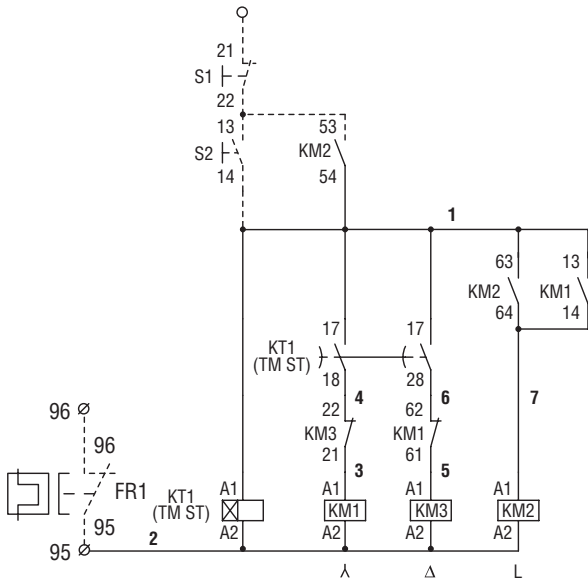 21
S1
22
13
S2
14
53
KM2
54
1
63
KM2
64
13
KM1
14
17
KT1
(TM ST)
18
17
28
4
22
KM3
21
3
6
62
KM1
61
5
7
96
96
FR1
95
95
2
A1
KT1
(TM ST)
A2
A1
KM1
A2
A1
KM3
A2
A1
KM2
A2
⅄
Δ
L